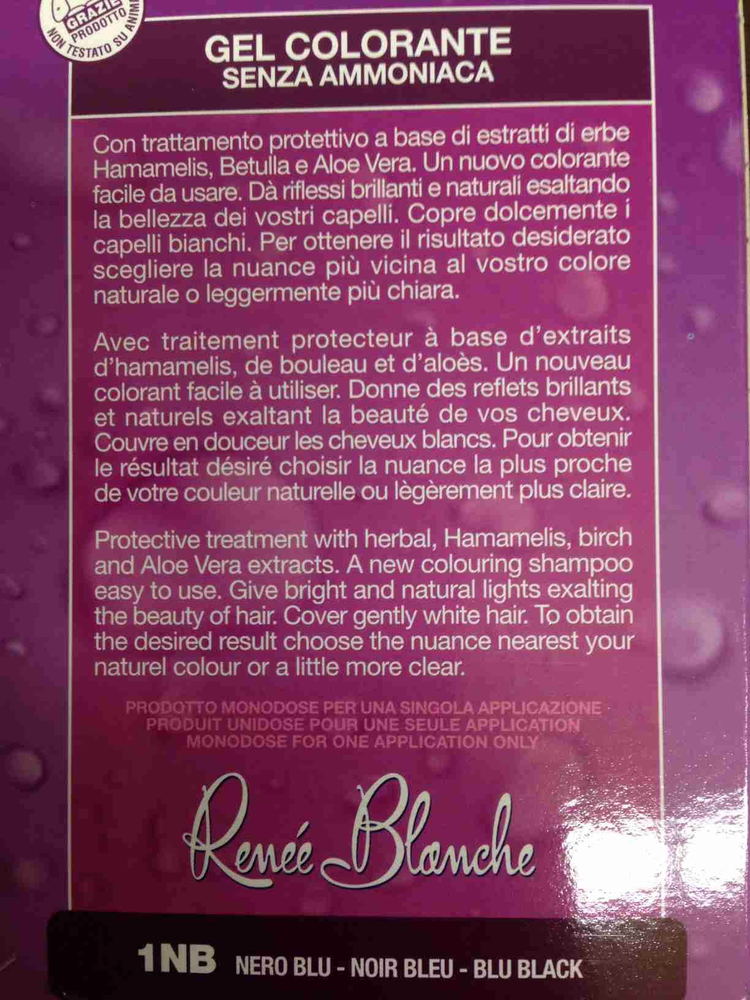 GRAZIE
PRODOTTO
NON TESTATO SU
GEL COLORANTE
SENZA AMMONIACA
Con trattamento protettivo a base di estratti di erbe
Hamamelis, Betulla e Aloe Vera. Un nuovo colorante
facile da usare. Dà riflessi brillanti e naturali esaltando
la bellezza dei vostri capelli. Copre dolcemente i
capelli bianchi. Per ottenere il risultato desiderato
scegliere la nuance più vicina al vostro colore
naturale o leggermente più chiara.
Avec traitement protecteur à base d'extraits
d'hamamelis, de bouleau et d'aloès. Un nouveau
colorant facile à utiliser. Donne des reflets brillants
et naturels exaltant la beauté de vos cheveux.
Couvre en douceur les cheveux blancs. Pour obtenir
le résultat désiré choisir la nuance la plus proche
de votre couleur naturelle ou lègèrement plus claire.
Protective treatment with herbal, Hamamelis, birch
and Aloe Vera extracts. A new colouring shampoo
easy to use. Give bright and natural lights exalting
the beauty of hair. Cover gently white hair. To obtain
the desired result choose the nuance nearest your
naturel colour or a little more clear.
PRODOTTO MONODOSE PER UNA SINGOLA APPLICAZIONE
PRODUIT UNIDOSE POUR UNE SEULE APPLICATION
MONODOSE FOR ONE APPLICATION ONLY
Renée Blanche
1NB NERO BLU - NOIR BLEU - BLU BLACK